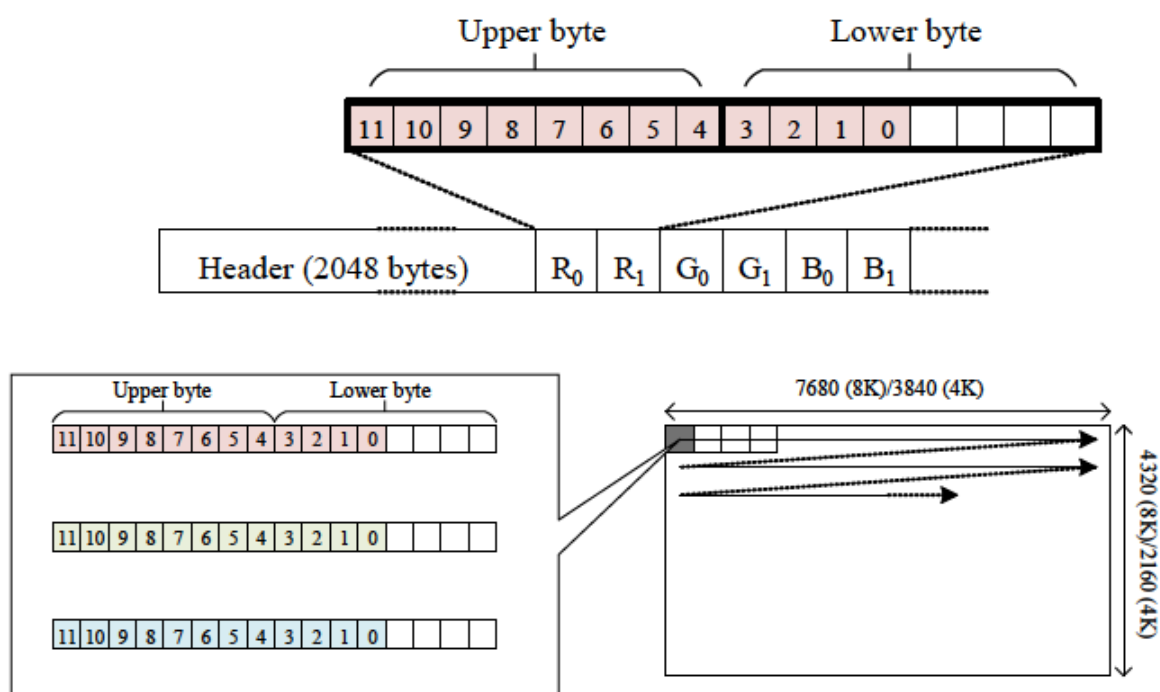 Upper byte Lower byte
11 10 9 8 7 6 5 4 3 2 1 0
Header (2048 bytes) R₀ R₁ G₀ G₁ B₀ B₁
Upper byte Lower byte
11 10 9 8 7 6 5 4 3 2 1 0
11 10 9 8 7 6 5 4 3 2 1 0
11 10 9 8 7 6 5 4 3 2 1 0
7680 (8K)/3840 (4K)
4320 (8K)/2160 (4K)